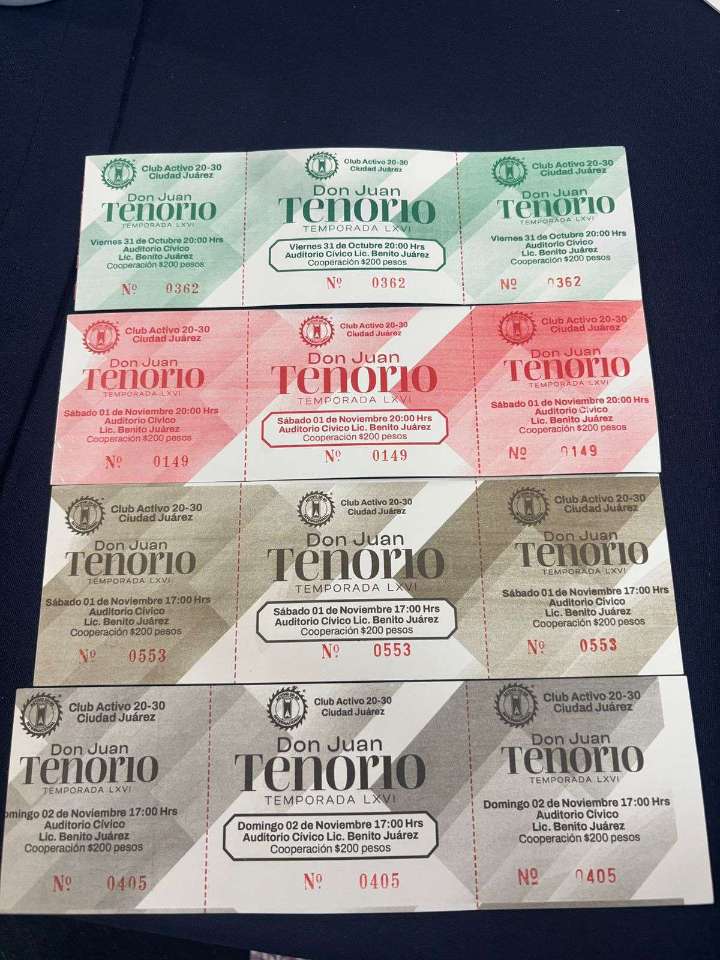 Club Activo 20-30
Ciudad Juárez
Don Juan
Tenorio
TEMPORADA LXVI
Viernes 31 de Octubre 20:00 Hrs
Auditorio Cívico
Lic. Benito Juárez
Cooperación $200 pesos
Nº 0362
Club Activo 20-30
Ciudad Juárez
Don Juan
Tenorio
TEMPORADA LXVI
Viernes 31 de Octubre 20:00 Hrs
Auditorio Cívico Lic. Benito Juárez
Cooperación $200 pesos
Nº 0362
Club Activo 20-30
Ciudad Juárez
Don Juan
Tenorio
TEMPORADA LXVI
Viernes 31 de Octubre 20:00 Hrs
Auditorio Cívico
Lic. Benito Juárez
Cooperación $200 pesos
Nº 0362
Club Activo 20-30
Ciudad Juárez
Don Juan
Tenorio
TEMPORADA LXVI
Sábado 01 de Noviembre 20:00 Hrs
Auditorio Cívico
Lic. Benito Juárez
Cooperación $200 pesos
Nº 0149
Club Activo 20-30
Ciudad Juárez
Don Juan
Tenorio
TEMPORADA LXVI
Sábado 01 de Noviembre 20:00 Hrs
Auditorio Cívico Lic. Benito Juárez
Cooperación $200 pesos
Nº 0149
Club Activo 20-30
Ciudad Juárez
Don Juan
Tenorio
TEMPORADA LXVI
Sábado 01 de Noviembre 20:00 Hrs
Auditorio Cívico
Lic. Benito Juárez
Cooperación $200 pesos
Nº 0149
Club Activo 20-30
Ciudad Juárez
Don Juan
Tenorio
TEMPORADA LXVI
Sábado 01 de Noviembre 17:00 Hrs
Auditorio Cívico
Lic. Benito Juárez
Cooperación $200 pesos
Nº 0553
Club Activo 20-30
Ciudad Juárez
Don Juan
Tenorio
TEMPORADA LXVI
Sábado 01 de Noviembre 17:00 Hrs
Auditorio Cívico Lic. Benito Juárez
Cooperación $200 pesos
Nº 0553
Club Activo 20-30
Ciudad Juárez
Don Juan
Tenorio
TEMPORADA LXVI
Sábado 01 de Noviembre 17:00 Hrs
Auditorio Cívico
Lic. Benito Juárez
Cooperación $200 pesos
Nº 0553
Club Activo 20-30
Ciudad Juárez
Don Juan
Tenorio
TEMPORADA LXVI
omingo 02 de Noviembre 17:00 Hrs
Auditorio Cívico
Lic. Benito Juárez
Cooperación $200 pesos
Nº 0405
Club Activo 20-30
Ciudad Juárez
Don Juan
Tenorio
TEMPORADA LXVI
Domingo 02 de Noviembre 17:00 Hrs
Auditorio Cívico Lic. Benito Juárez
Cooperación $200 pesos
Nº 0405
Club Activo 20-30
Ciudad Juárez
Don Juan
Tenorio
TEMPORADA LXVI
Domingo 02 de Noviembre 17:00 Hrs
Auditorio Cívico
Lic. Benito Juárez
Cooperación $200 pesos
Nº 0405